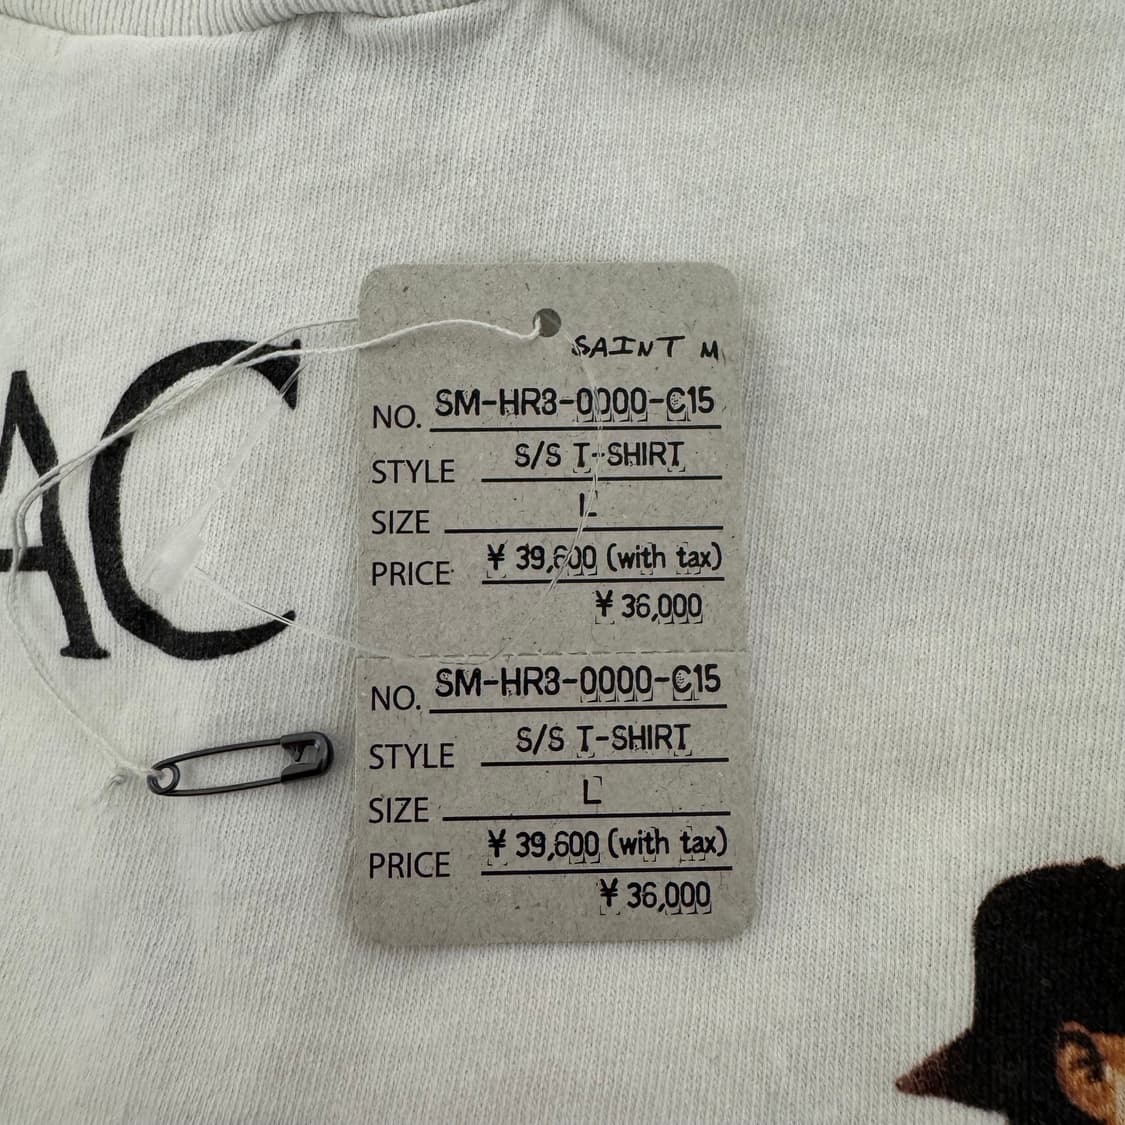 AC
SAINT M
NO. SM-HR3-0000-C15
STYLE S/S T-SHIRT
SIZE L
PRICE ¥ 39,600 (with tax)
¥ 36,000
NO. SM-HR3-0000-C15
STYLE S/S T-SHIRT
SIZE L
PRICE ¥ 39,600 (with tax)
¥ 36,000